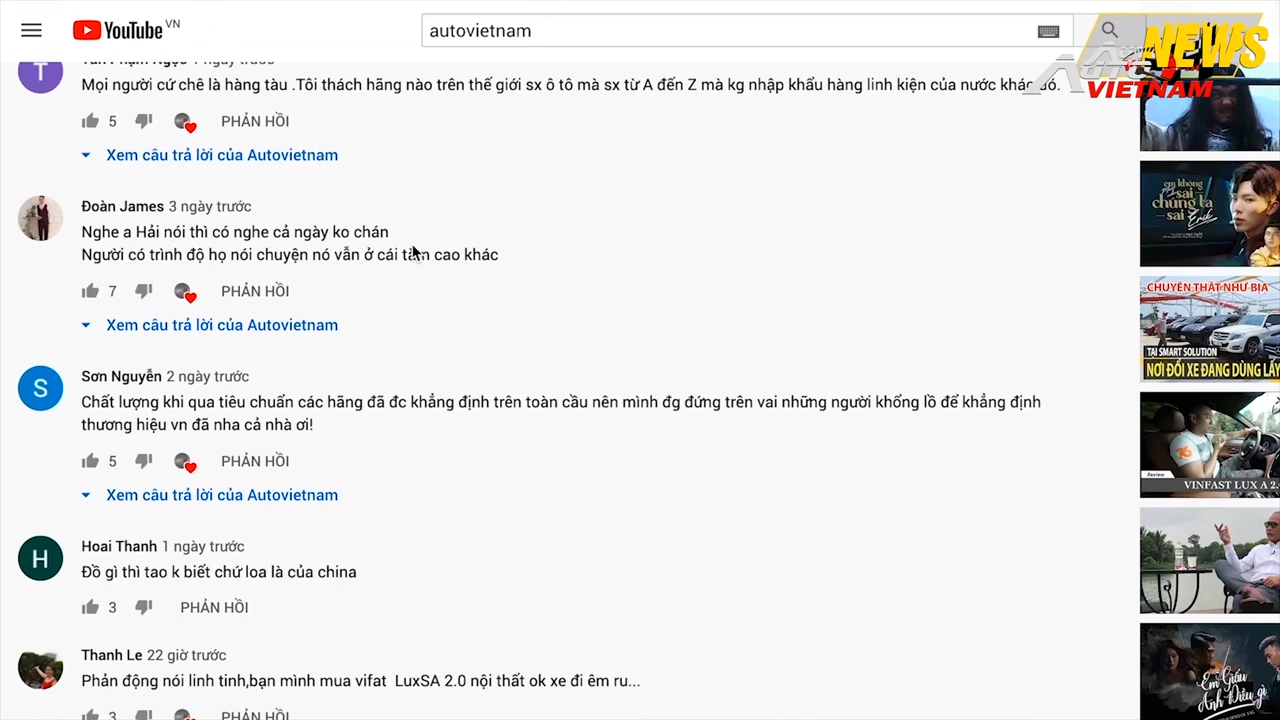 YouTube VN
autovietnam
NEWS
VIETNAM
T
1 ngày trước
Mọi người cứ chê là hàng tàu .Tôi thách hãng nào trên thế giới sx ô tô mà sx từ A đến Z mà kg nhập khẩu hàng linh kiện của nước khác đó.
5 PHẢN HỒI
Xem câu trả lời của Autovietnam
Đoàn James 3 ngày trước
Nghe a Hải nói thì có nghe cả ngày ko chán
Người có trình độ họ nói chuyện nó vẫn ở cái tầm cao khác
7 PHẢN HỒI
Xem câu trả lời của Autovietnam
S
Sơn Nguyễn 2 ngày trước
Chất lượng khi qua tiêu chuẩn các hãng đã đc khẳng định trên toàn cầu nên mình đg đứng trên vai những người khổng lồ để khẳng định
thương hiệu vn đã nha cả nhà ơi!
5 PHẢN HỒI
Xem câu trả lời của Autovietnam
H
Hoai Thanh 1 ngày trước
Đồ gì thì tao k biết chứ loa là của china
3 PHẢN HỒI
Thanh Le 22 giờ trước
Phản động nói linh tinh,bạn mình mua vifat LuxSA 2.0 nội thất ok xe đi êm ru...
3 PHẢN HỒI
em không
sai
chúng ta
sai Erik
CHUYỆN THẬT NHƯ BỊA
TẠI SMART SOLUTION
NƠI ĐỔI XE ĐANG DÙNG LẤY
Review
VINFAST LUX A 2.
Em Giấu
Anh Điều gì